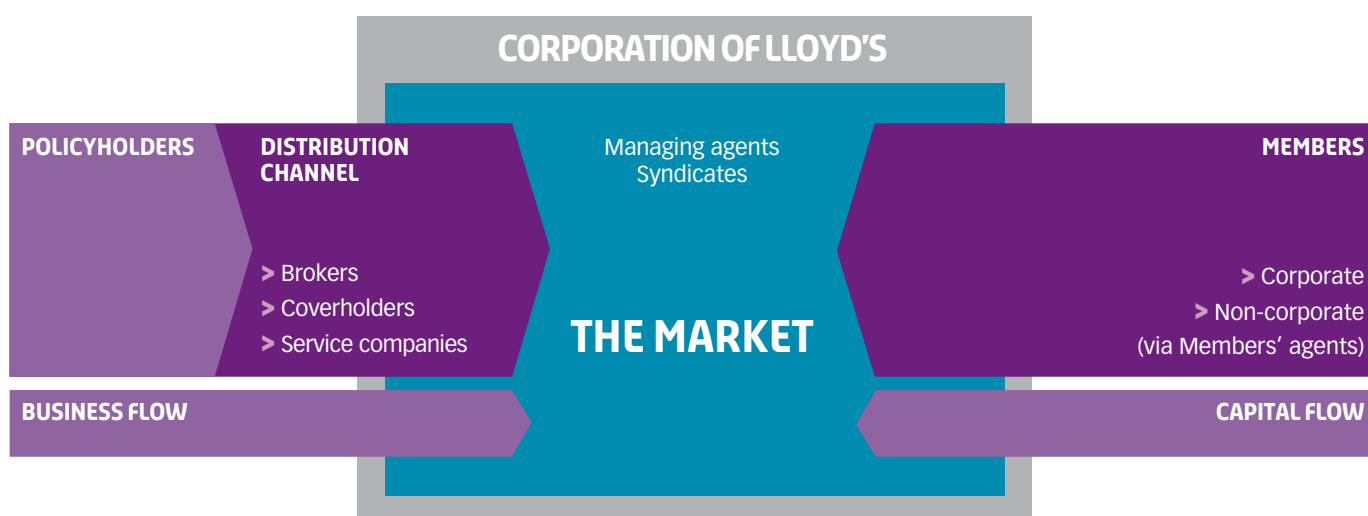 CORPORATION OF LLOYD'S
POLICYHOLDERS
DISTRIBUTION
CHANNEL
> Brokers
> Coverholders
> Service companies
Managing agents
Syndicates
THE MARKET
MEMBERS
> Corporate
> Non-corporate
(via Members’ agents)
BUSINESS FLOW
CAPITAL FLOW